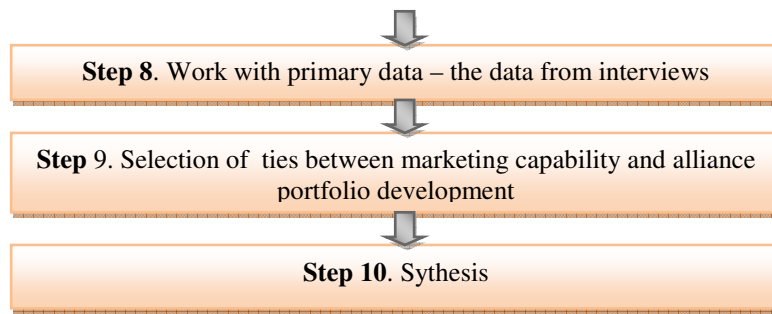 Step 8. Work with primary data – the data from interviews
Step 9. Selection of ties between marketing capability and alliance
portfolio development
Step 10. Sythesis